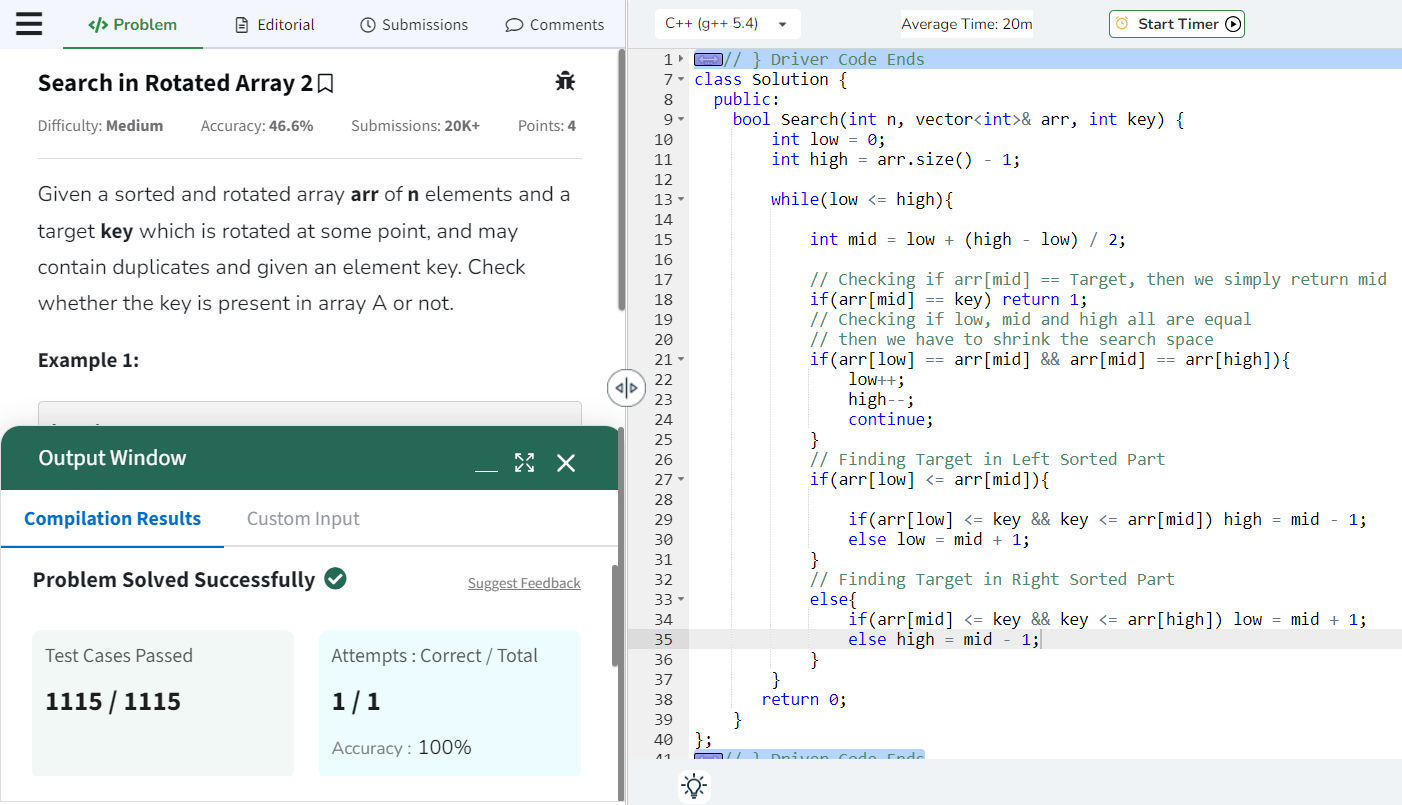 Problem
Editorial
Submissions
Comments
Search in Rotated Array 2
Difficulty: Medium Accuracy: 46.6% Submissions: 20K+ Points: 4
Given a sorted and rotated array arr of n elements and a
target key which is rotated at some point, and may
contain duplicates and given an element key. Check
whether the key is present in array A or not.
Example 1:
Output Window
Compilation Results
Custom Input
Problem Solved Successfully
Suggest Feedback
Test Cases Passed
1115 / 1115
Attempts : Correct / Total
1 / 1
Accuracy : 100%
C++ (g++ 5.4)
Average Time: 20m
Start Timer
1 // } Driver Code Ends
7 class Solution {
8 public:
9 bool Search(int n, vector<int>& arr, int key) {
10 int low = 0;
11 int high = arr.size() - 1;
12
13 while(low <= high){
14
15 int mid = low + (high - low) / 2;
16
17 // Checking if arr[mid] == Target, then we simply return mid
18 if(arr[mid] == key) return 1;
19 // Checking if low, mid and high all are equal
20 // then we have to shrink the search space
21 if(arr[low] == arr[mid] && arr[mid] == arr[high]){
22 low++;
23 high--;
24 continue;
25 }
26 // Finding Target in Left Sorted Part
27 if(arr[low] <= arr[mid]){
28
29 if(arr[low] <= key && key <= arr[mid]) high = mid - 1;
30 else low = mid + 1;
31 }
32 // Finding Target in Right Sorted Part
33 else{
34 if(arr[mid] <= key && key <= arr[high]) low = mid + 1;
35 else high = mid - 1;
36 }
37 }
38 return 0;
39 }
40 };
41 // } Driver Code Ends